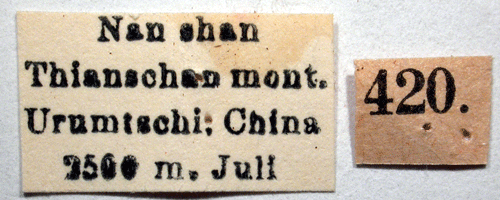 Nan shan
Thianschan mont.
Urumtschi; China
2500 m. Juli
420.